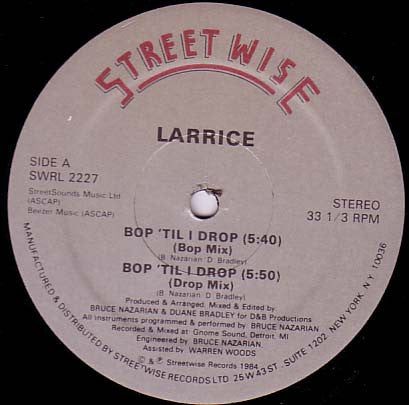 STREETWISE
LARRICE
SIDE A
SWRL 2227
StreetSounds Music Ltd
(ASCAP)
Beezer Music (ASCAP)
STEREO
33 1/3 RPM
BOP 'TIL I DROP (5:40)
(Bop Mix)
(B. Nazarian D. Bradley)
BOP 'TIL I DROP (5:50)
(Drop Mix)
(B. Nazarian D. Bradley)
Produced & Arranged, Mixed & Edited by
BRUCE NAZARIAN & DUANE BRADLEY for D&B Productions
All Instruments programmed & performed by BRUCE NAZARIAN
Recorded & Mixed at Gnome Sound, Detroit, MI
Engineered by BRUCE NAZARIAN
Assisted by WARREN WOODS
© & Ⓟ Streetwise Records 1984
MANUFACTURED & DISTRIBUTED BY STREETWISE RECORDS LTD 25 W 43 ST., SUITE 1202 NEW YORK, N.Y. 10036